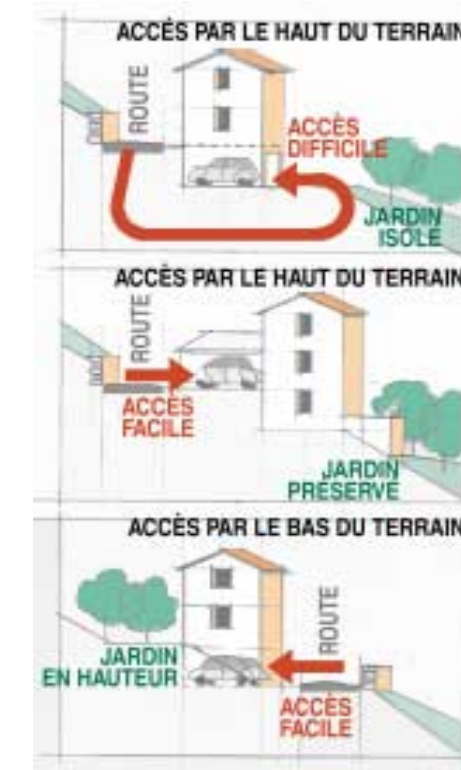 ACCÈS PAR LE HAUT DU TERRAIN
ROUTE
ACCÈS
DIFFICILE
JARDIN
ISOLÉ
ACCÈS PAR LE HAUT DU TERRAIN
ROUTE
ACCÈS
FACILE
JARDIN
PRÉSERVÉ
ACCÈS PAR LE BAS DU TERRAIN
ROUTE
JARDIN
EN HAUTEUR
ACCÈS
FACILE